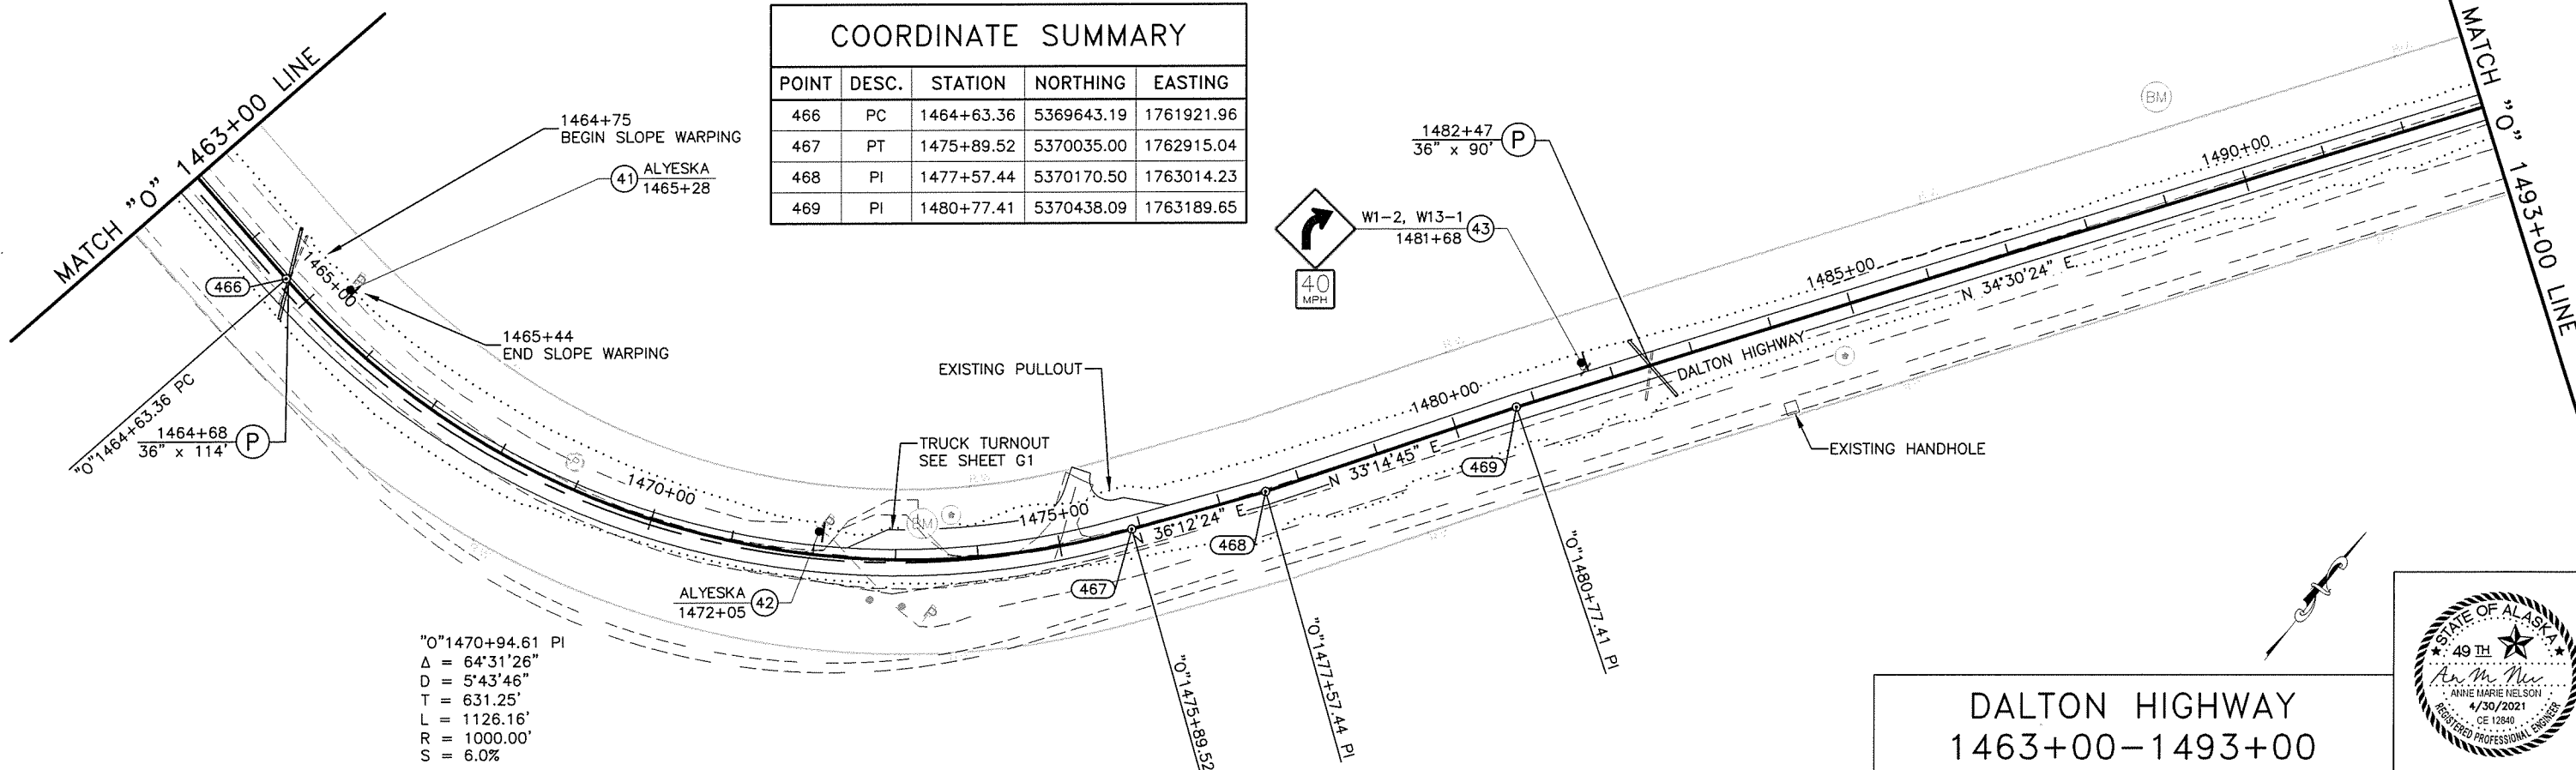 COORDINATE SUMMARY
POINT DESC. STATION NORTHING EASTING
466 PC 1464+63.36 5369643.19 1761921.96
467 PT 1475+89.52 5370035.00 1762915.04
468 PI 1477+57.44 5370170.50 1763014.23
469 PI 1480+77.41 5370438.09 1763189.65
MATCH "O" 1463+00 LINE
1464+75
BEGIN SLOPE WARPING
41 ALYESKA
1465+28
1465+00
466
1465+44
END SLOPE WARPING
"O"1464+63.36 PC
1464+68
36" x 114'
P
EXISTING PULLOUT
TRUCK TURNOUT
SEE SHEET G1
1470+00
BM
1475+00
ALYESKA
1472+05
42
467
N 36°12'24" E
468
N 33°14'45" E
469
1480+00
W1-2, W13-1
1481+68
43
40
MPH
1482+47
36" x 90'
P
DALTON HIGHWAY
1485+00
N 34°30'24" E
1490+00
BM
MATCH "O" 1493+00 LINE
EXISTING HANDHOLE
"O"1475+89.52
"O"1477+57.44 PI
"O"1480+77.41 PI
"O"1470+94.61 PI
Δ = 64°31'26"
D = 5°43'46"
T = 631.25'
L = 1126.16'
R = 1000.00'
S = 6.0%
DALTON HIGHWAY
1463+00-1493+00
STATE OF ALASKA
49 TH
ANNE MARIE NELSON
4/30/2021
CE 12840
REGISTERED PROFESSIONAL ENGINEER